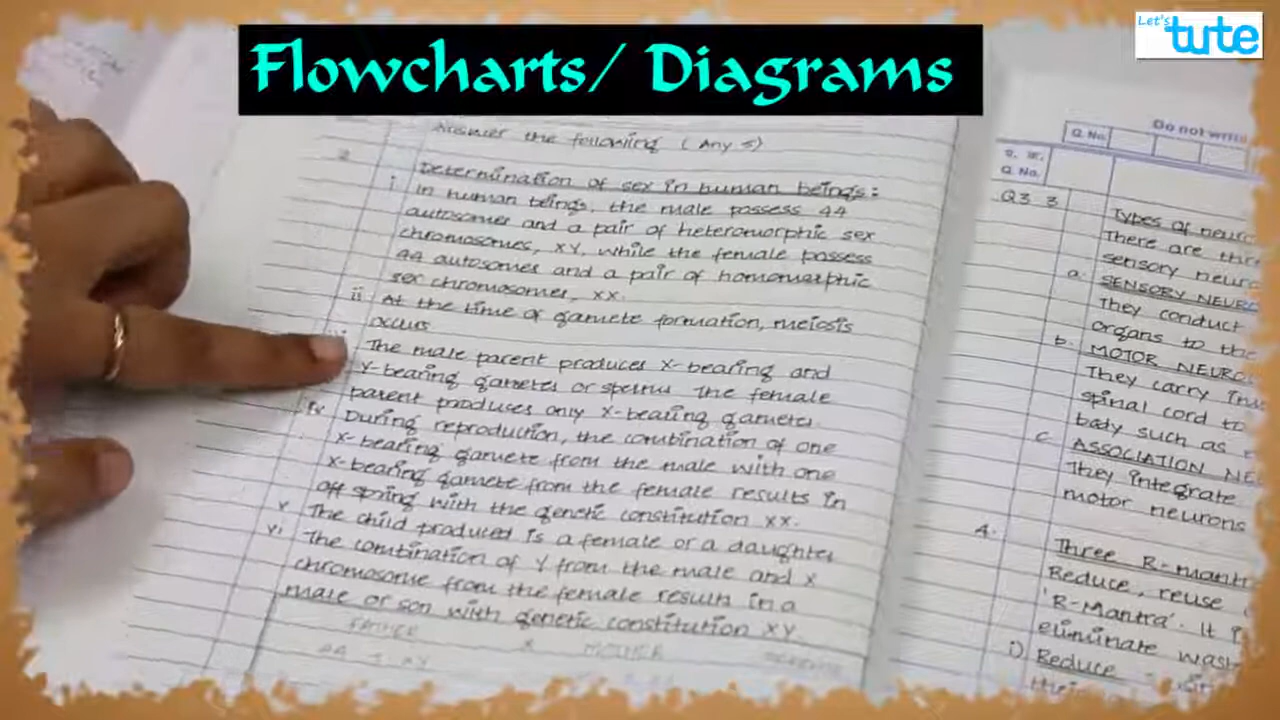 Let's
tute
Flowcharts/ Diagrams
Answer the following (Any 5)
2
Determination of sex in human beings:
i In human beings, the male possess 44
autosomes and a pair of heteromorphic sex
chromosomes, XY, while the female possess
44 autosomes and a pair of homomorphic
sex chromosomes, XX.
ii At the time of gamete formation, meiosis
occurs
The male parent produces X-bearing and
Y-bearing gametes or sperms The female
parent produses only X-bearing gametes.
iv During reproduction, the combination of one
X-bearing gamete from the male with one
X-bearing gamete from the female results in
off spring with the genetic constitution XX.
v The child produced is a female or a daughter
vi The combination of Y from the male and X
chromosome from the female results in a
male or son with genetic constitution XY.
FATHER X MOTHER
Do not write
Q. No.
प्र. क्र.
Q. No.
Q3 3
Types of neuro
There are thre
sensory neuro
a. SENSORY NEURO
They conduct
organs to the
b. MOTOR NEURO
They carry
spinal cord to
body such as
c ASSOCIATION NE
They integrate
motor neurons
4. Three R-mant
Reduce, reuse
'R-Mantra'. It
eliminate wast
i) Reduce